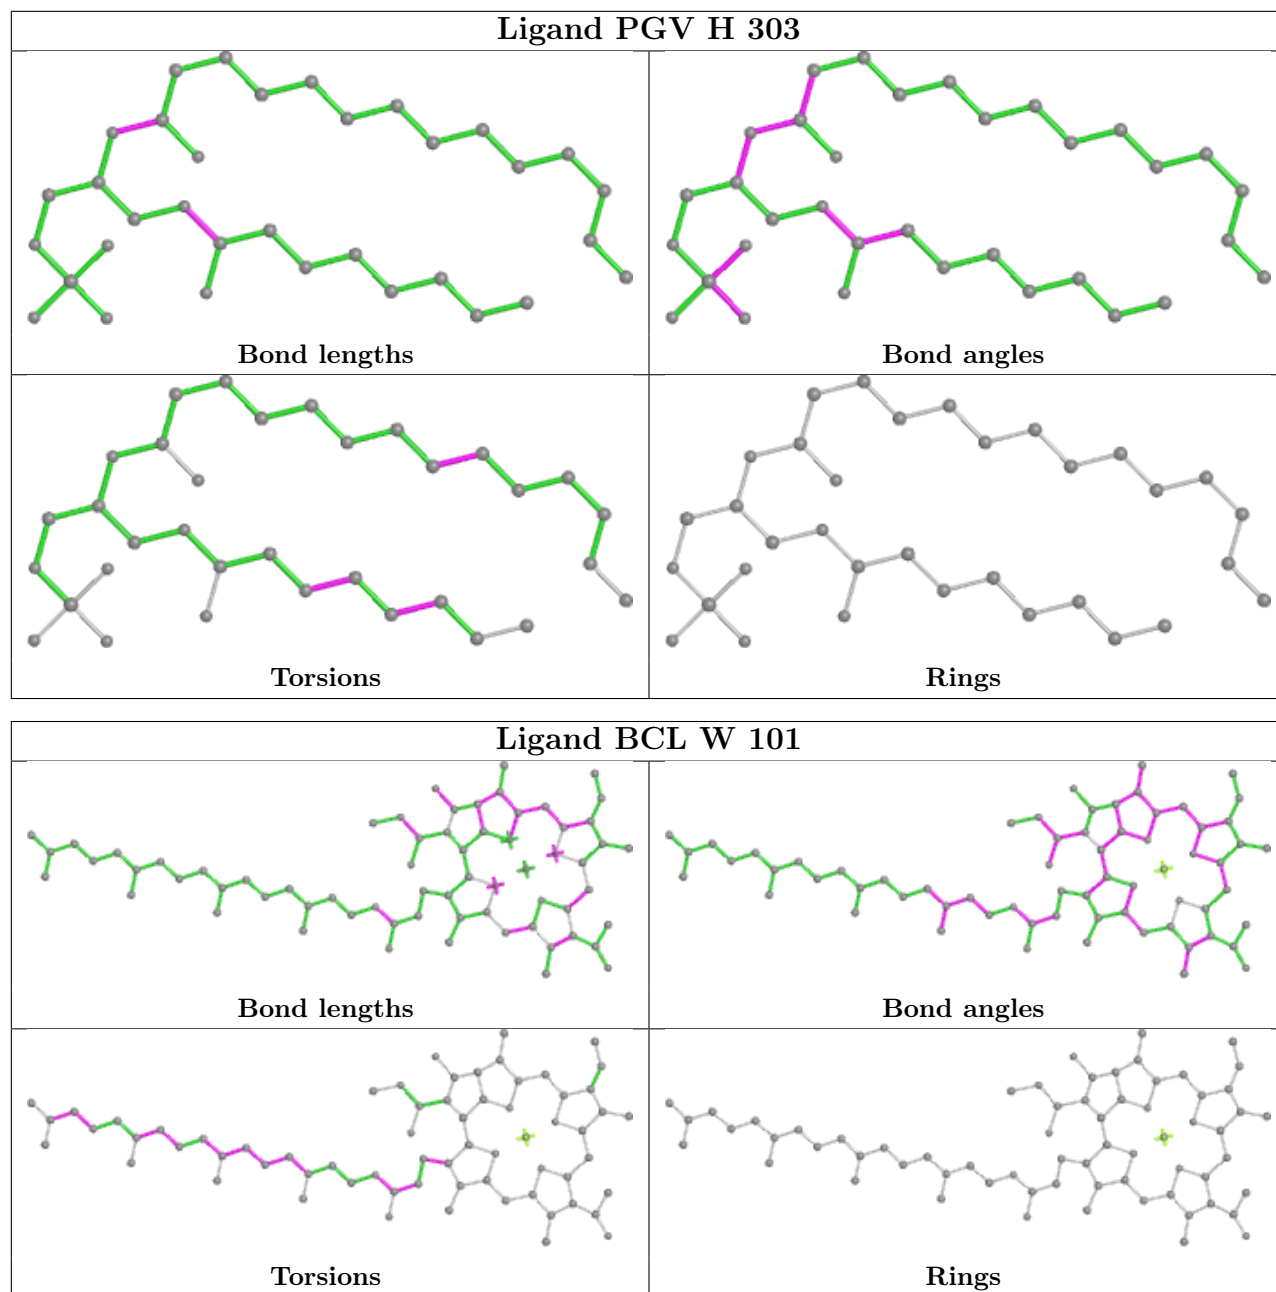 Ligand PGV H 303
Bond lengths
Bond angles
Torsions
Rings
Ligand BCL W 101
Bond lengths
Bond angles
Torsions
Rings